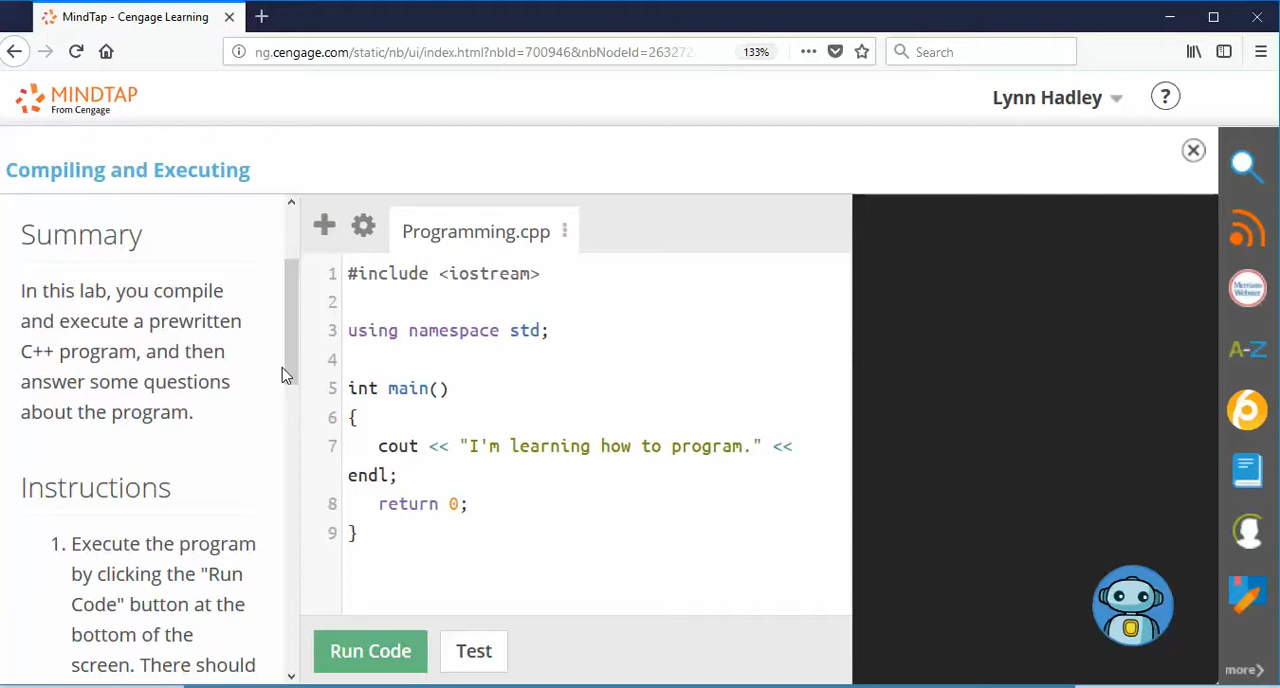 MindTap - Cengage Learning
ng.cengage.com/static/nb/ui/index.html?nbId=700946&nbNodeId=263272
133%
Search
MINDTAP
From Cengage
Lynn Hadley
?
Compiling and Executing
Summary
In this lab, you compile
and execute a prewritten
C++ program, and then
answer some questions
about the program.
Instructions
1. Execute the program
by clicking the "Run
Code" button at the
bottom of the
screen. There should
Programming.cpp
1 #include <iostream>
2
3 using namespace std;
4
5 int main()
6 {
7 cout << "I'm learning how to program." <<
endl;
8 return 0;
9 }
Run Code
Test
Merriam
Webster
A-Z
more>